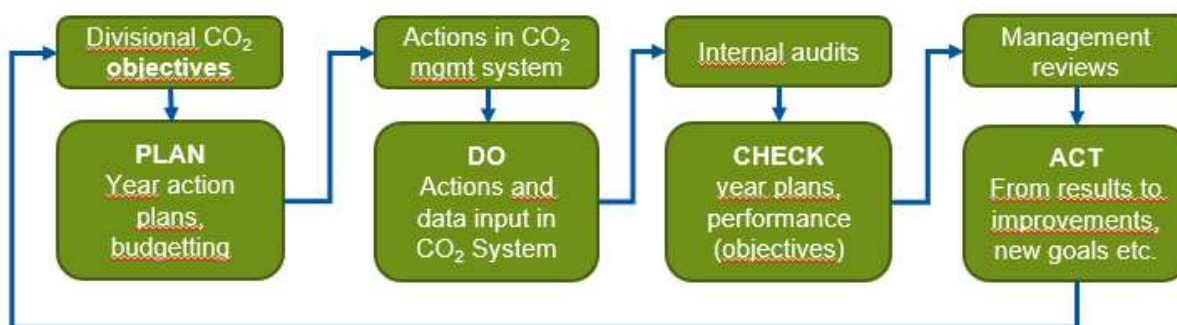 Divisional CO₂
objectives
Actions in CO₂
mgmt system
Internal audits
Management
reviews
PLAN
Year action
plans,
budgetting
DO
Actions and
data input in
CO₂ System
CHECK
year plans,
performance
(objectives)
ACT
From results to
improvements,
new goals etc.